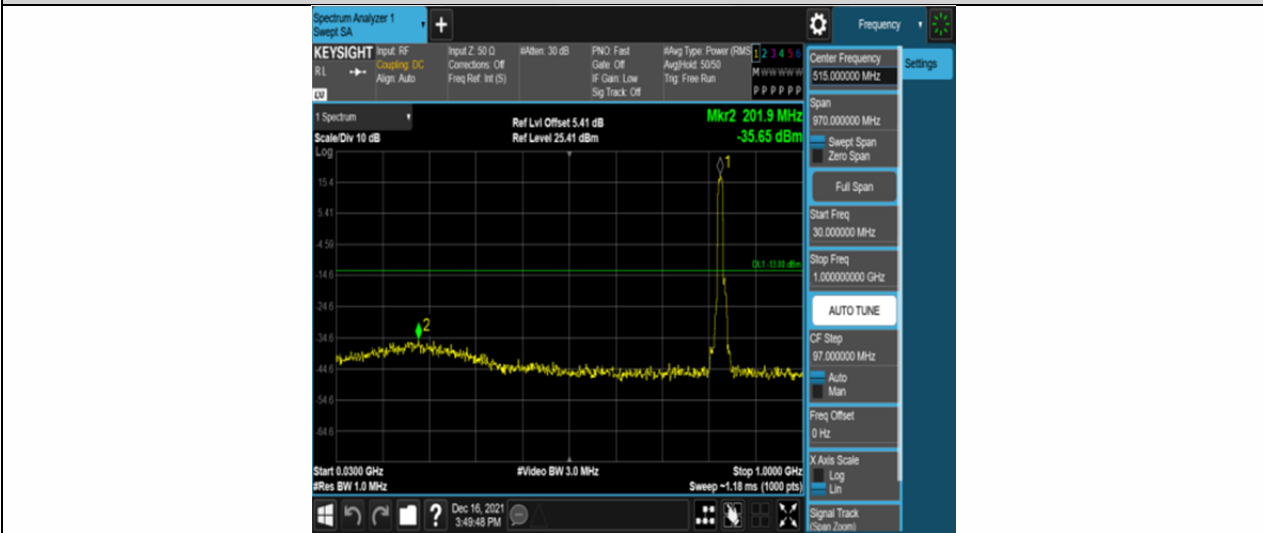 Spectrum Analyzer 1
Swept SA
+
Frequency
KEYSIGHT
RL
LXI
Input: RF
Coupling: DC
Align: Auto
Input Z: 50 Ω
Corrections: Off
Freq Ref: Int (S)
#Atten: 30 dB
PNO: Fast
Gate: Off
IF Gain: Low
Sig Track: Off
#Avg Type: Power (RMS
Avg|Hold: 50/50
Trig: Free Run
1 2 3 4 5 6
M W W W W W
P P P P P P
Center Frequency
515.000000 MHz
Settings
Span
970.000000 MHz
Swept Span
Zero Span
Full Span
Start Freq
30.000000 MHz
Stop Freq
1.000000000 GHz
AUTO TUNE
CF Step
97.000000 MHz
Auto
Man
Freq Offset
0 Hz
X Axis Scale
Log
Lin
Signal Track
(Span Zoom)
1 Spectrum
Scale/Div 10 dB
Log
Ref Lvl Offset 5.41 dB
Ref Level 25.41 dBm
Mkr2 201.9 MHz
-35.65 dBm
1
15.4
5.41
-4.59
DL1 -13.00 dBm
-14.6
-24.6
2
-34.6
-44.6
-54.6
-64.6
Start 0.0300 GHz
#Res BW 1.0 MHz
#Video BW 3.0 MHz
Stop 1.0000 GHz
Sweep ~1.18 ms (1000 pts)
?
Dec 16, 2021
3:49:48 PM